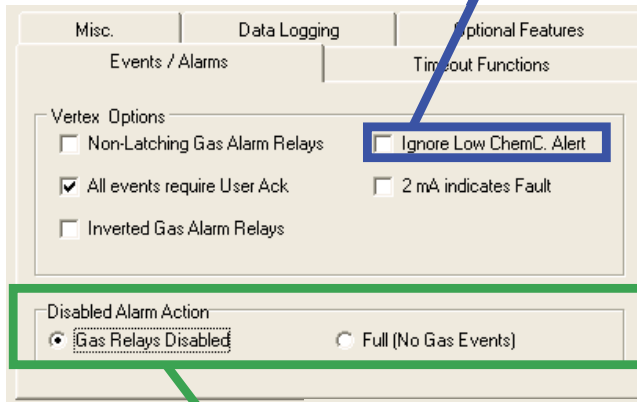 Misc. Data Logging Optional Features
Events / Alarms Timeout Functions
Vertex Options
Non-Latching Gas Alarm Relays Ignore Low ChemC. Alert
All events require User Ack 2 mA indicates Fault
Inverted Gas Alarm Relays
Disabled Alarm Action
Gas Relays Disabled Full (No Gas Events)